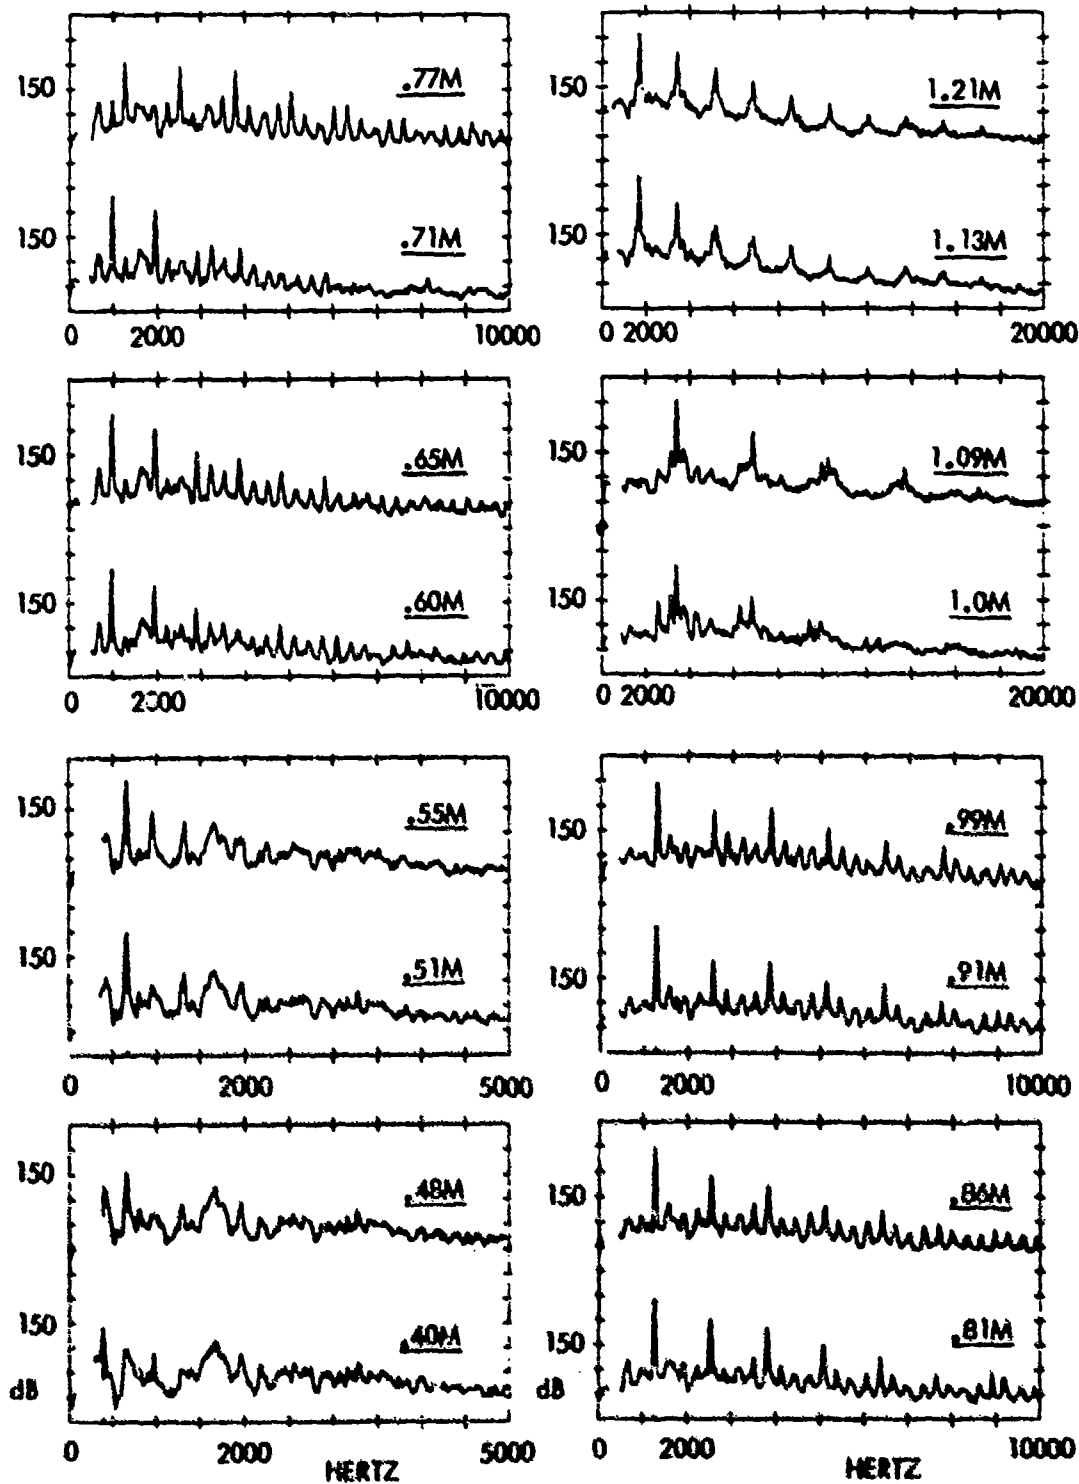 150 .77M
150 .71M
0 2000 10000
150 1.21M
150 1.13M
0 2000 20000
150 .65M
150 .60M
0 2000 10000
150 1.09M
150 1.0M
0 2000 20000
150 .55M
150 .51M
0 2000 5000
150 .99M
150 .91M
0 2000 10000
150 .48M
150 .40M
dB
0 2000 5000
HERTZ
150 .86M
150 .81M
dB
0 2000 10000
HERTZ